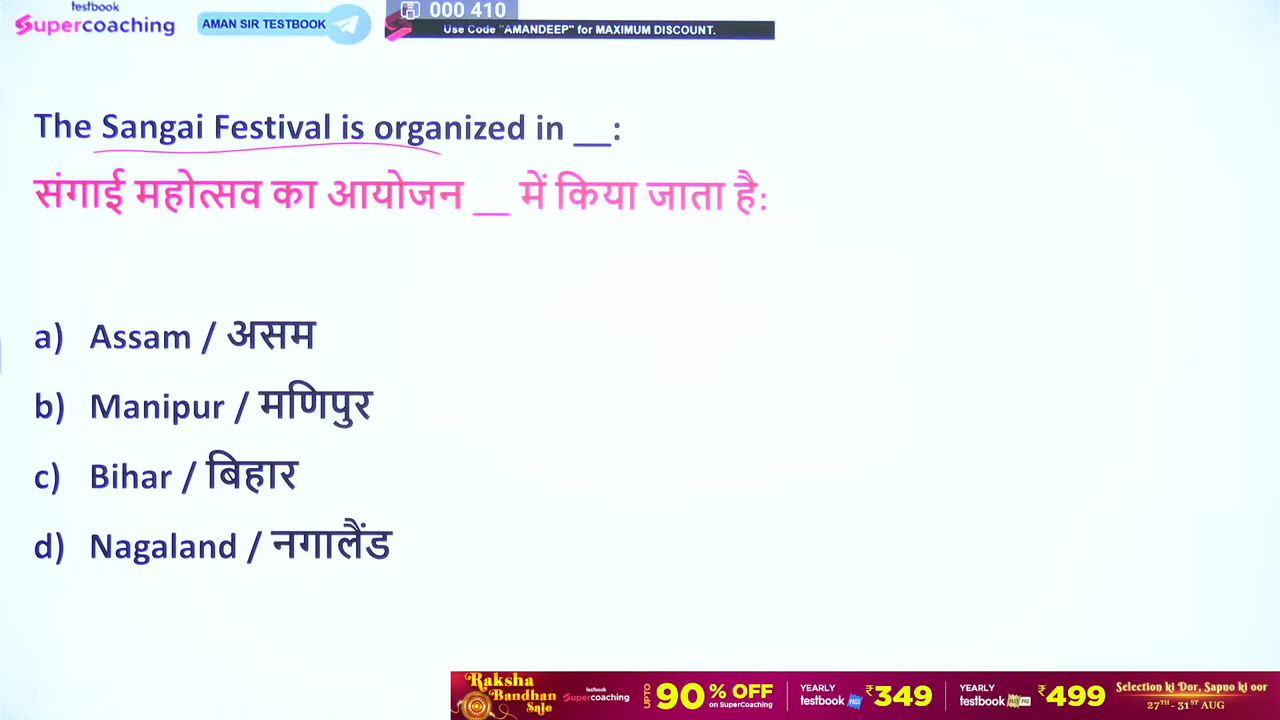 testbook
Supercoaching
AMAN SIR TESTBOOK
000 410
Use Code "AMANDEEP" for MAXIMUM DISCOUNT.
The Sangai Festival is organized in __:
संगाई महोत्सव का आयोजन __ में किया जाता है:
a) Assam / असम
b) Manipur / मणिपुर
c) Bihar / बिहार
d) Nagaland / नगालैंड
Raksha Bandhan Sale
testbook Supercoaching
UPTO 90% OFF on SuperCoaching
YEARLY testbook PASS ₹349
YEARLY testbook PASS PRO ₹499
Selection ki Dor, Sapno ki oor
27TH - 31ST AUG